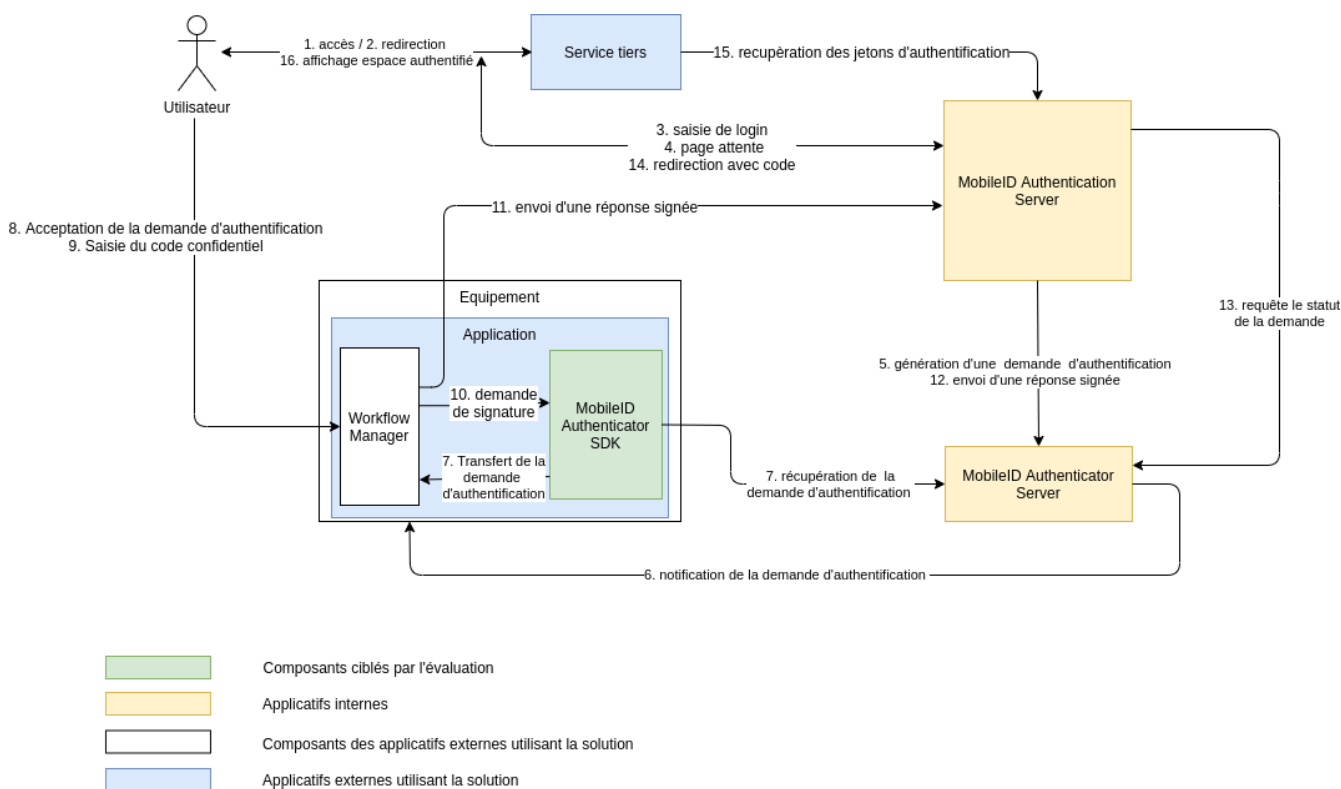 1. accès / 2. redirection
16. affichage espace authentifié
Service tiers
15. recupèration des jetons d'authentification
Utilisateur
3. saisie de login
4. page attente
14. redirection avec code
MobileID Authentication
Server
11. envoi d'une réponse signée
8. Acceptation de la demande d'authentification
9. Saisie du code confidentiel
Equipement
Application
13. requête le statut
de la demande
5. génération d'une demande d'authentification
12. envoi d'une réponse signée
Workflow
Manager
10. demande
de signature
MobileID
Authenticator
SDK
7. Transfert de la
demande
d'authentification
7. récupération de la
demande d'authentification
MobileID Authenticator
Server
6. notification de la demande d'authentification
Composants ciblés par l'évaluation
Applicatifs internes
Composants des applicatifs externes utilisant la solution
Applicatifs externes utilisant la solution